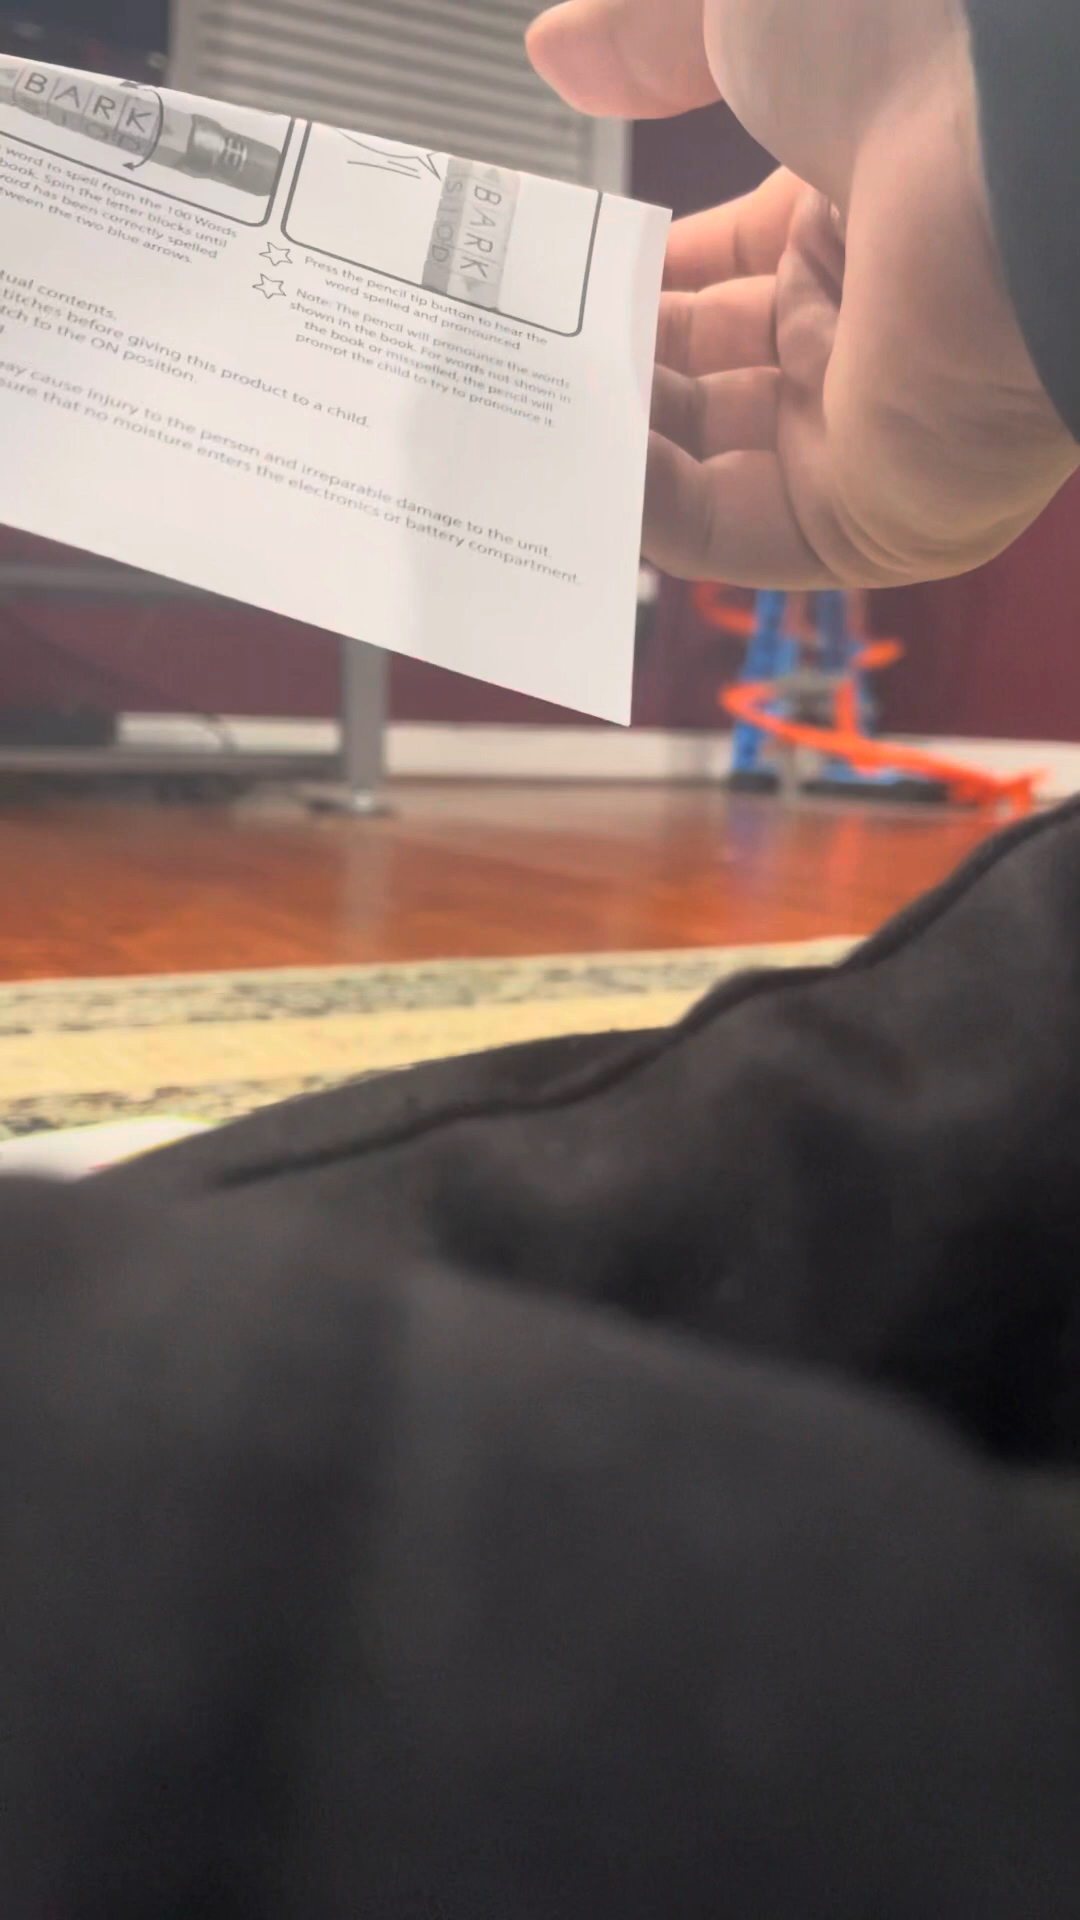 BARK
word to spell from the 100 Words
book. Spin the letter blocks until
word has been correctly spelled
between the two blue arrows.
BARK
SLOD
Press the pencil tip button to hear the
word spelled and pronounced
Note: The pencil will pronounce the words
shown in the book. For words not shown in
the book or misspelled, the pencil will
prompt the child to try to pronounce it.
tual contents.
titches before giving this product to a child.
tch to the ON position.
ay cause injury to the person and irreparable damage to the unit.
sure that no moisture enters the electronics or battery compartment.